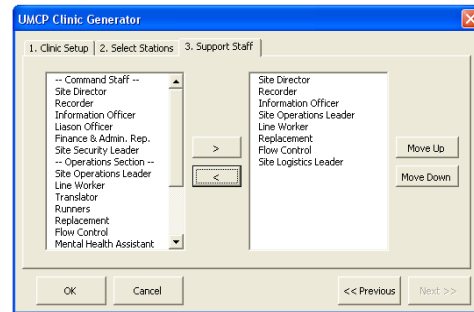 UMCP Clinic Generator
1. Clinic Setup
2. Select Stations
3. Support Staff
-- Command Staff --
Site Director
Recorder
Information Officer
Liason Officer
Finance & Admin. Rep.
Site Security Leader
-- Operations Section --
Site Operations Leader
Line Worker
Translator
Runners
Replacement
Flow Control
Mental Health Assistant
>
<
Site Director
Recorder
Information Officer
Site Operations Leader
Line Worker
Replacement
Flow Control
Site Logistics Leader
Move Up
Move Down
OK
Cancel
<< Previous
Next >>